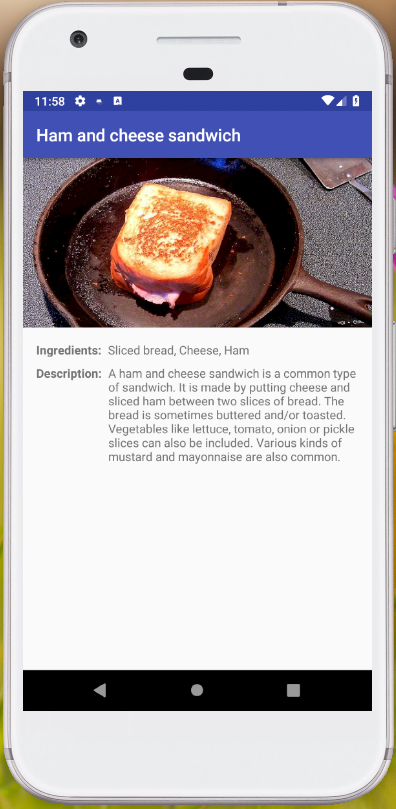 11:58
Ham and cheese sandwich
Ingredients: Sliced bread, Cheese, Ham
Description: A ham and cheese sandwich is a common type
of sandwich. It is made by putting cheese and
sliced ham between two slices of bread. The
bread is sometimes buttered and/or toasted.
Vegetables like lettuce, tomato, onion or pickle
slices can also be included. Various kinds of
mustard and mayonnaise are also common.